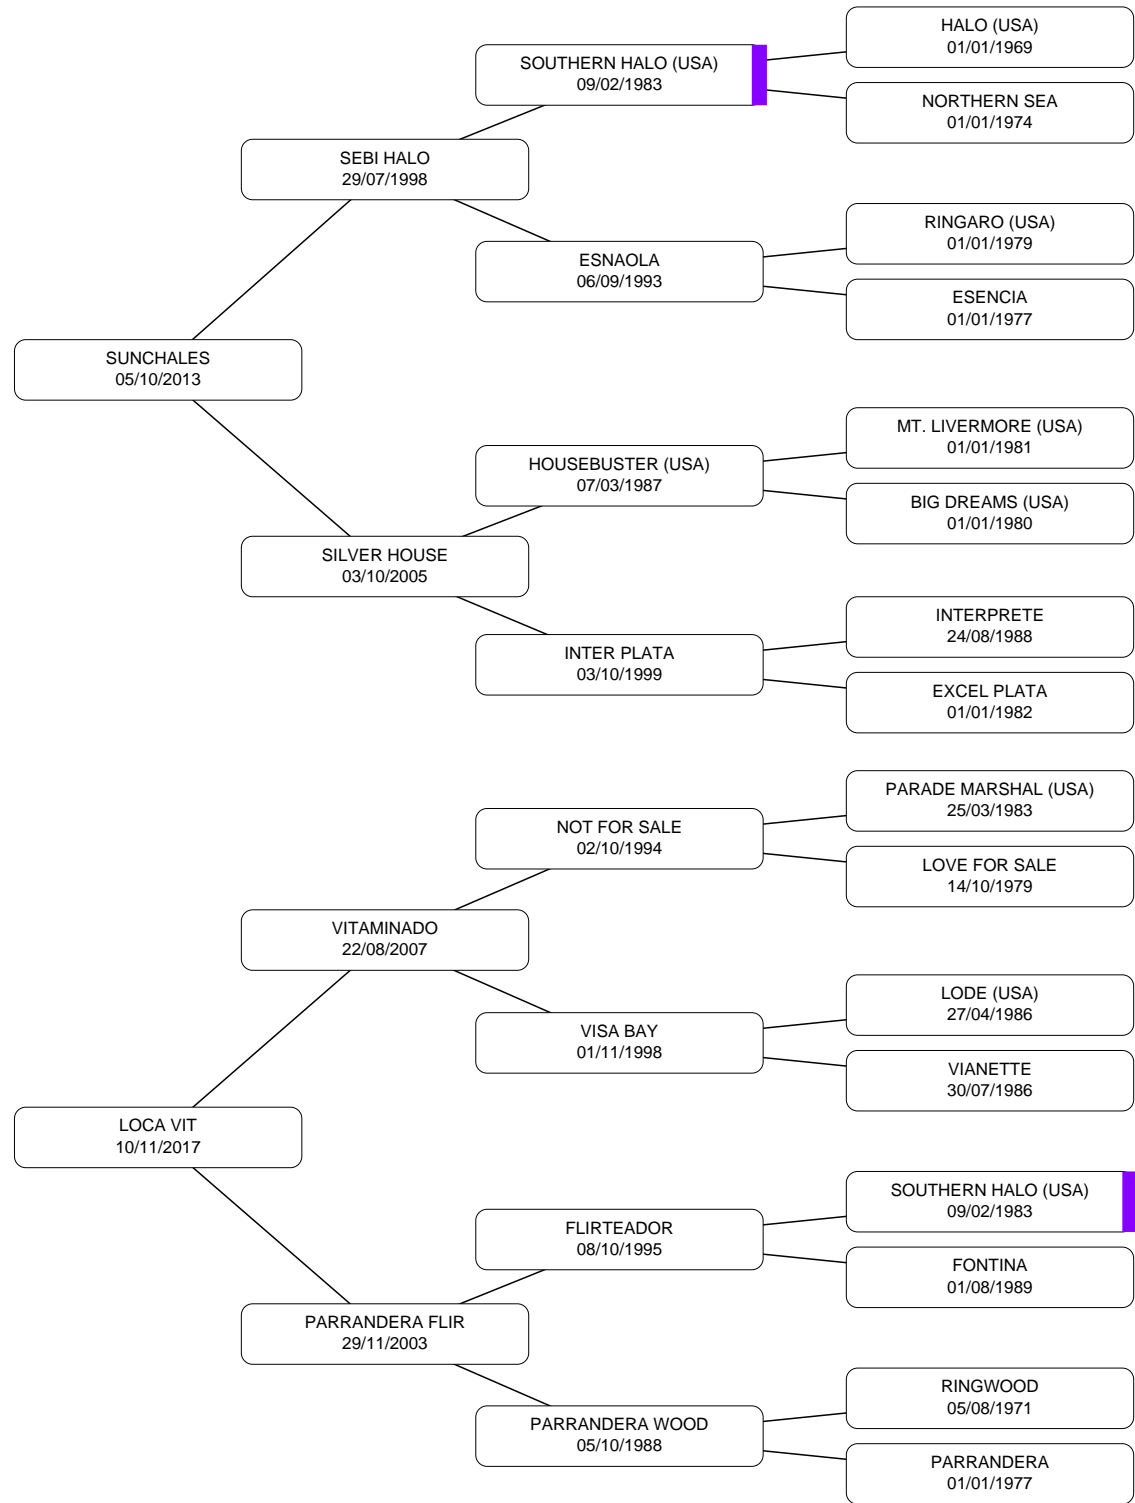 HALO (USA)
01/01/1969
SOUTHERN HALO (USA)
09/02/1983
NORTHERN SEA
01/01/1974
SEBI HALO
29/07/1998
RINGARO (USA)
01/01/1979
ESNAOLA
06/09/1993
ESENCIA
01/01/1977
SUNCHALES
05/10/2013
MT. LIVERMORE (USA)
01/01/1981
HOUSEBUSTER (USA)
07/03/1987
BIG DREAMS (USA)
01/01/1980
SILVER HOUSE
03/10/2005
INTERPRETE
24/08/1988
INTER PLATA
03/10/1999
EXCEL PLATA
01/01/1982
PARADE MARSHAL (USA)
25/03/1983
NOT FOR SALE
02/10/1994
LOVE FOR SALE
14/10/1979
VITAMINADO
22/08/2007
LODE (USA)
27/04/1986
VISA BAY
01/11/1998
VIANETTE
30/07/1986
LOCA VIT
10/11/2017
SOUTHERN HALO (USA)
09/02/1983
FLIRTEADOR
08/10/1995
FONTINA
01/08/1989
PARRANDERA FLIR
29/11/2003
RINGWOOD
05/08/1971
PARRANDERA WOOD
05/10/1988
PARRANDERA
01/01/1977